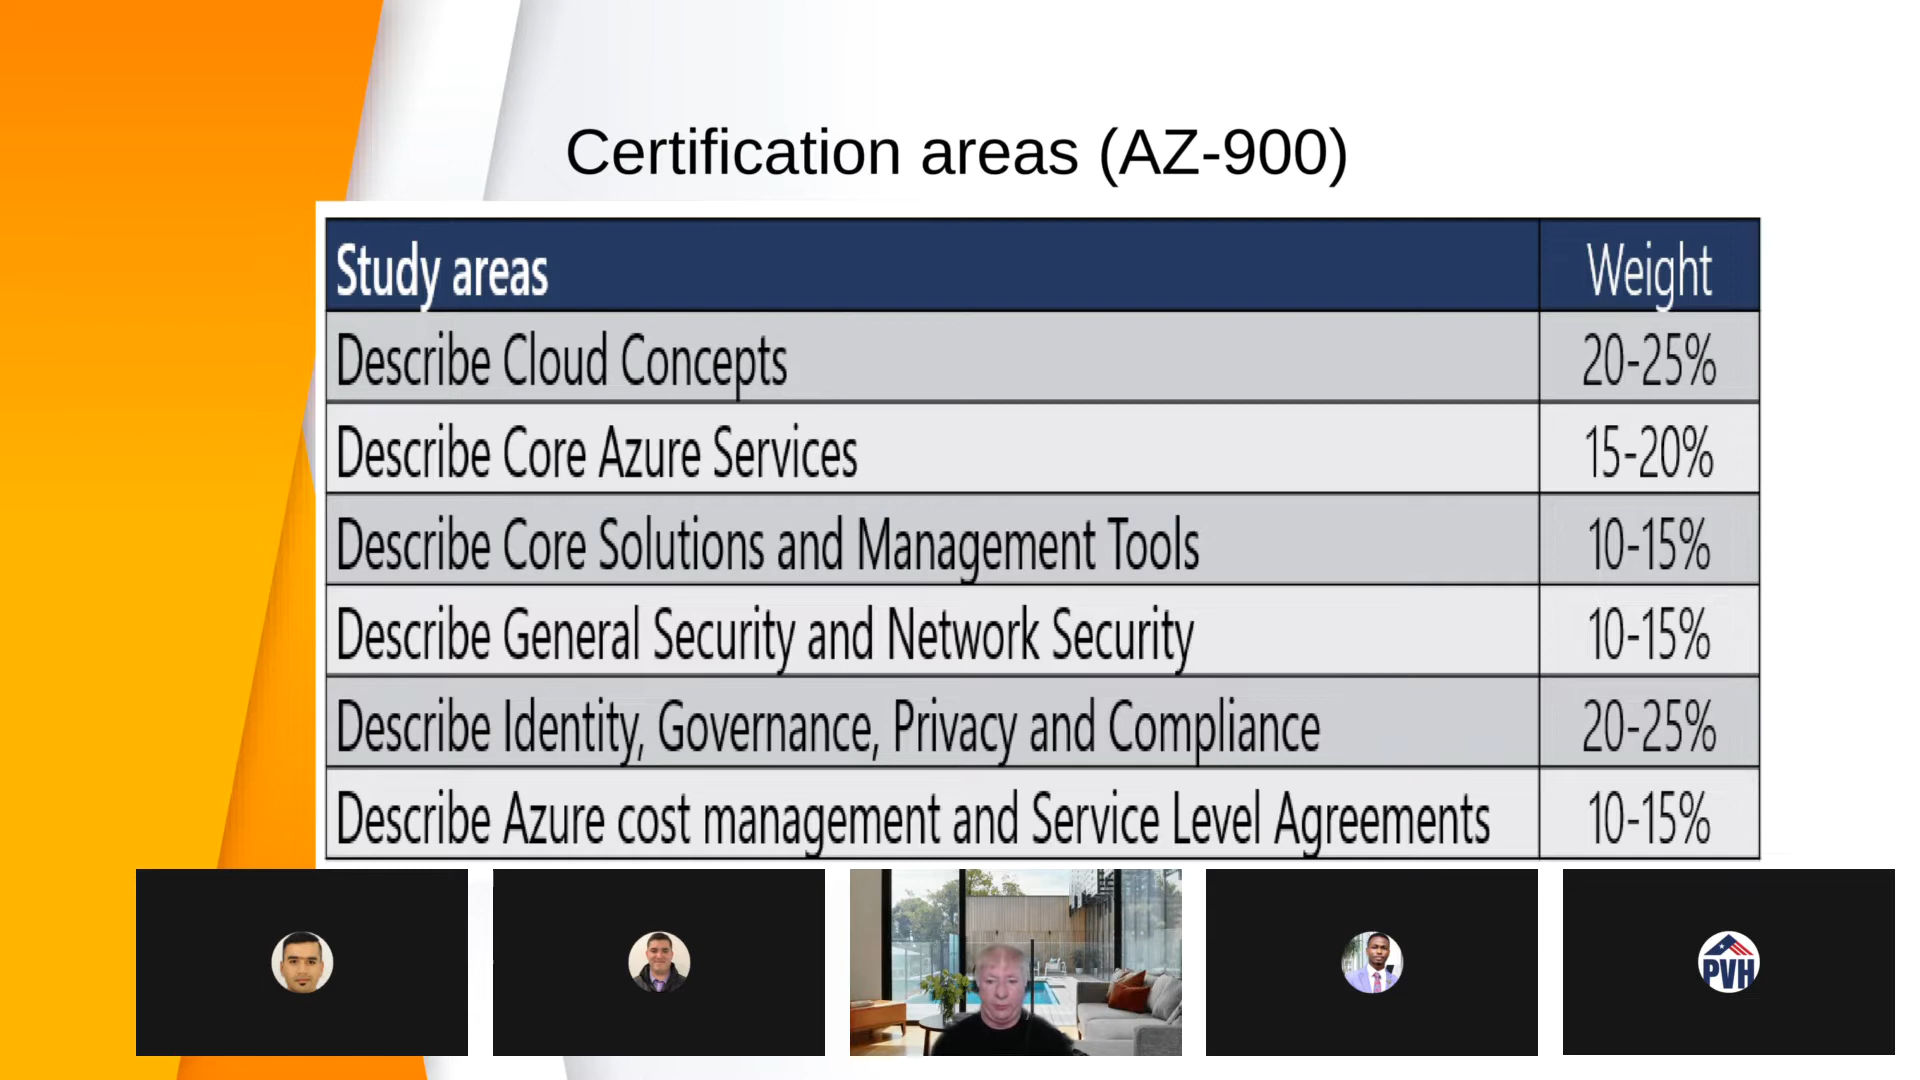 Certification areas (AZ-900)
Study areas Weight
Describe Cloud Concepts 20-25%
Describe Core Azure Services 15-20%
Describe Core Solutions and Management Tools 10-15%
Describe General Security and Network Security 10-15%
Describe Identity, Governance, Privacy and Compliance 20-25%
Describe Azure cost management and Service Level Agreements 10-15%
PVH